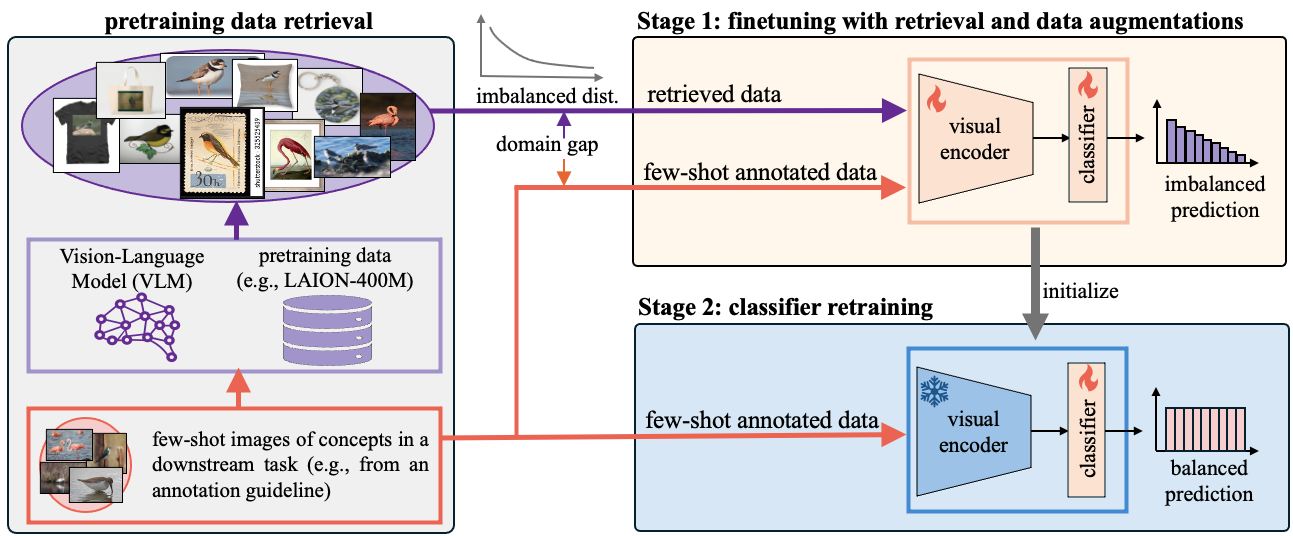 pretraining data retrieval
30
shutterstock · 325525439
Vision-Language
Model (VLM)
pretraining data
(e.g., LAION-400M)
few-shot images of concepts in a
downstream task (e.g., from an
annotation guideline)
imbalanced dist.
domain gap
Stage 1: finetuning with retrieval and data augmentations
retrieved data
few-shot annotated data
visual
encoder
classifier
imbalanced
prediction
initialize
Stage 2: classifier retraining
few-shot annotated data
visual
encoder
classifier
balanced
prediction